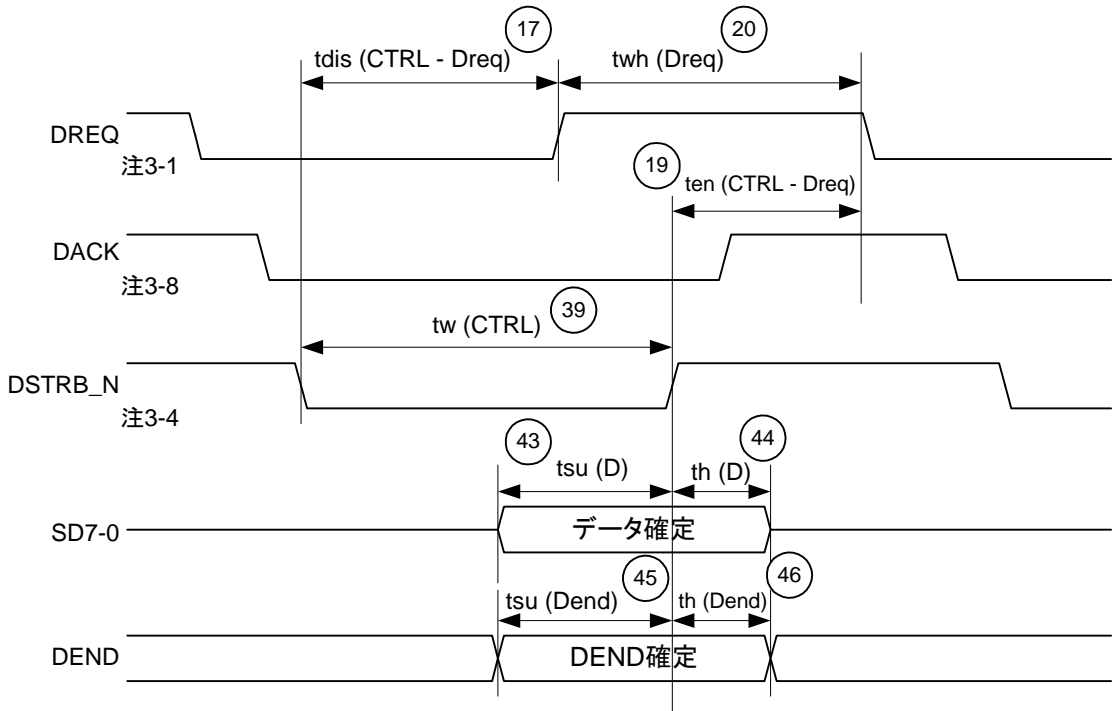 17
20
tdis (CTRL - Dreq)
twh (Dreq)
DREQ
注3-1
19
ten (CTRL - Dreq)
DACK
注3-8
39
tw (CTRL)
DSTRB_N
注3-4
43
44
tsu (D)
th (D)
SD7-0
データ確定
45
46
tsu (Dend)
th (Dend)
DEND
DEND確定